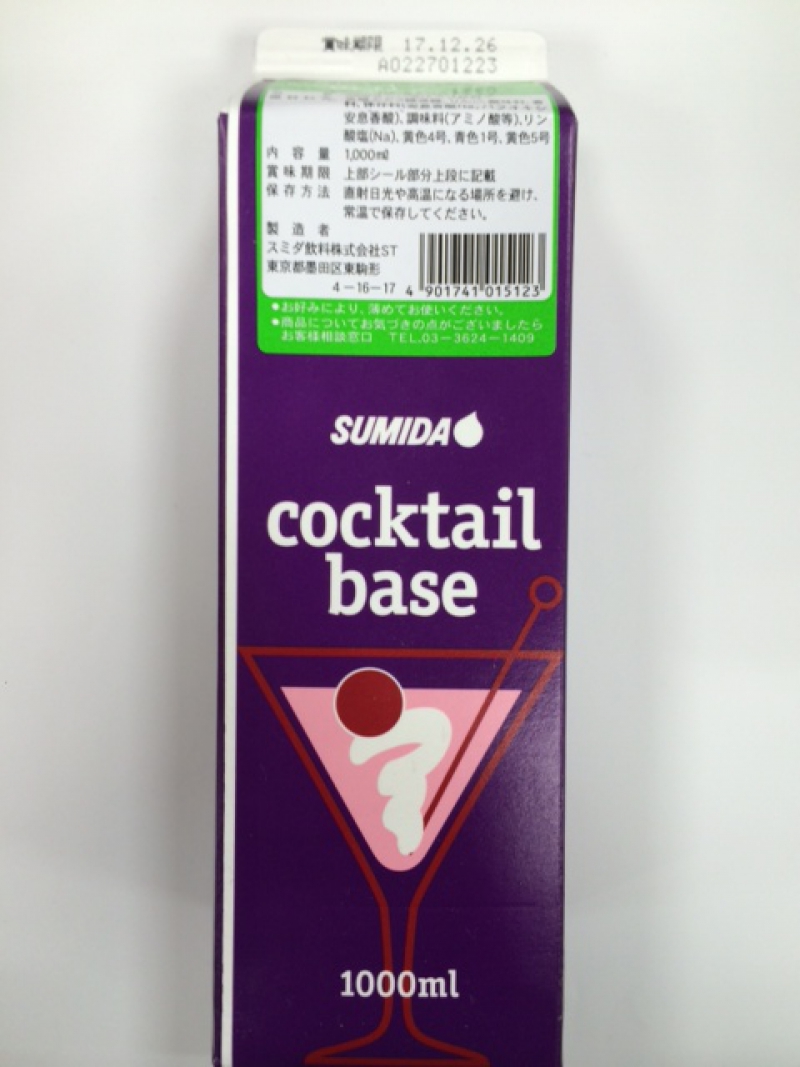 賞味期限 17.12.26
A022701223
安息香酸)、調味料(アミノ酸等)、リン
酸塩(Na)、黄色4号、青色1号、黄色5号
内容量 1,000ml
賞味期限 上部シール部分上段に記載
保存方法 直射日光や高温になる場所を避け、
常温で保存してください。
製造者
スミダ飲料株式会社ST
東京都墨田区東駒形
4-16-17
4 901741 015123
●お好みにより、薄めてお使いください。
●商品についてお気づきの点がございましたら
お客様相談窓口 TEL.03-3624-1409
SUMIDA
cocktail
base
1000ml